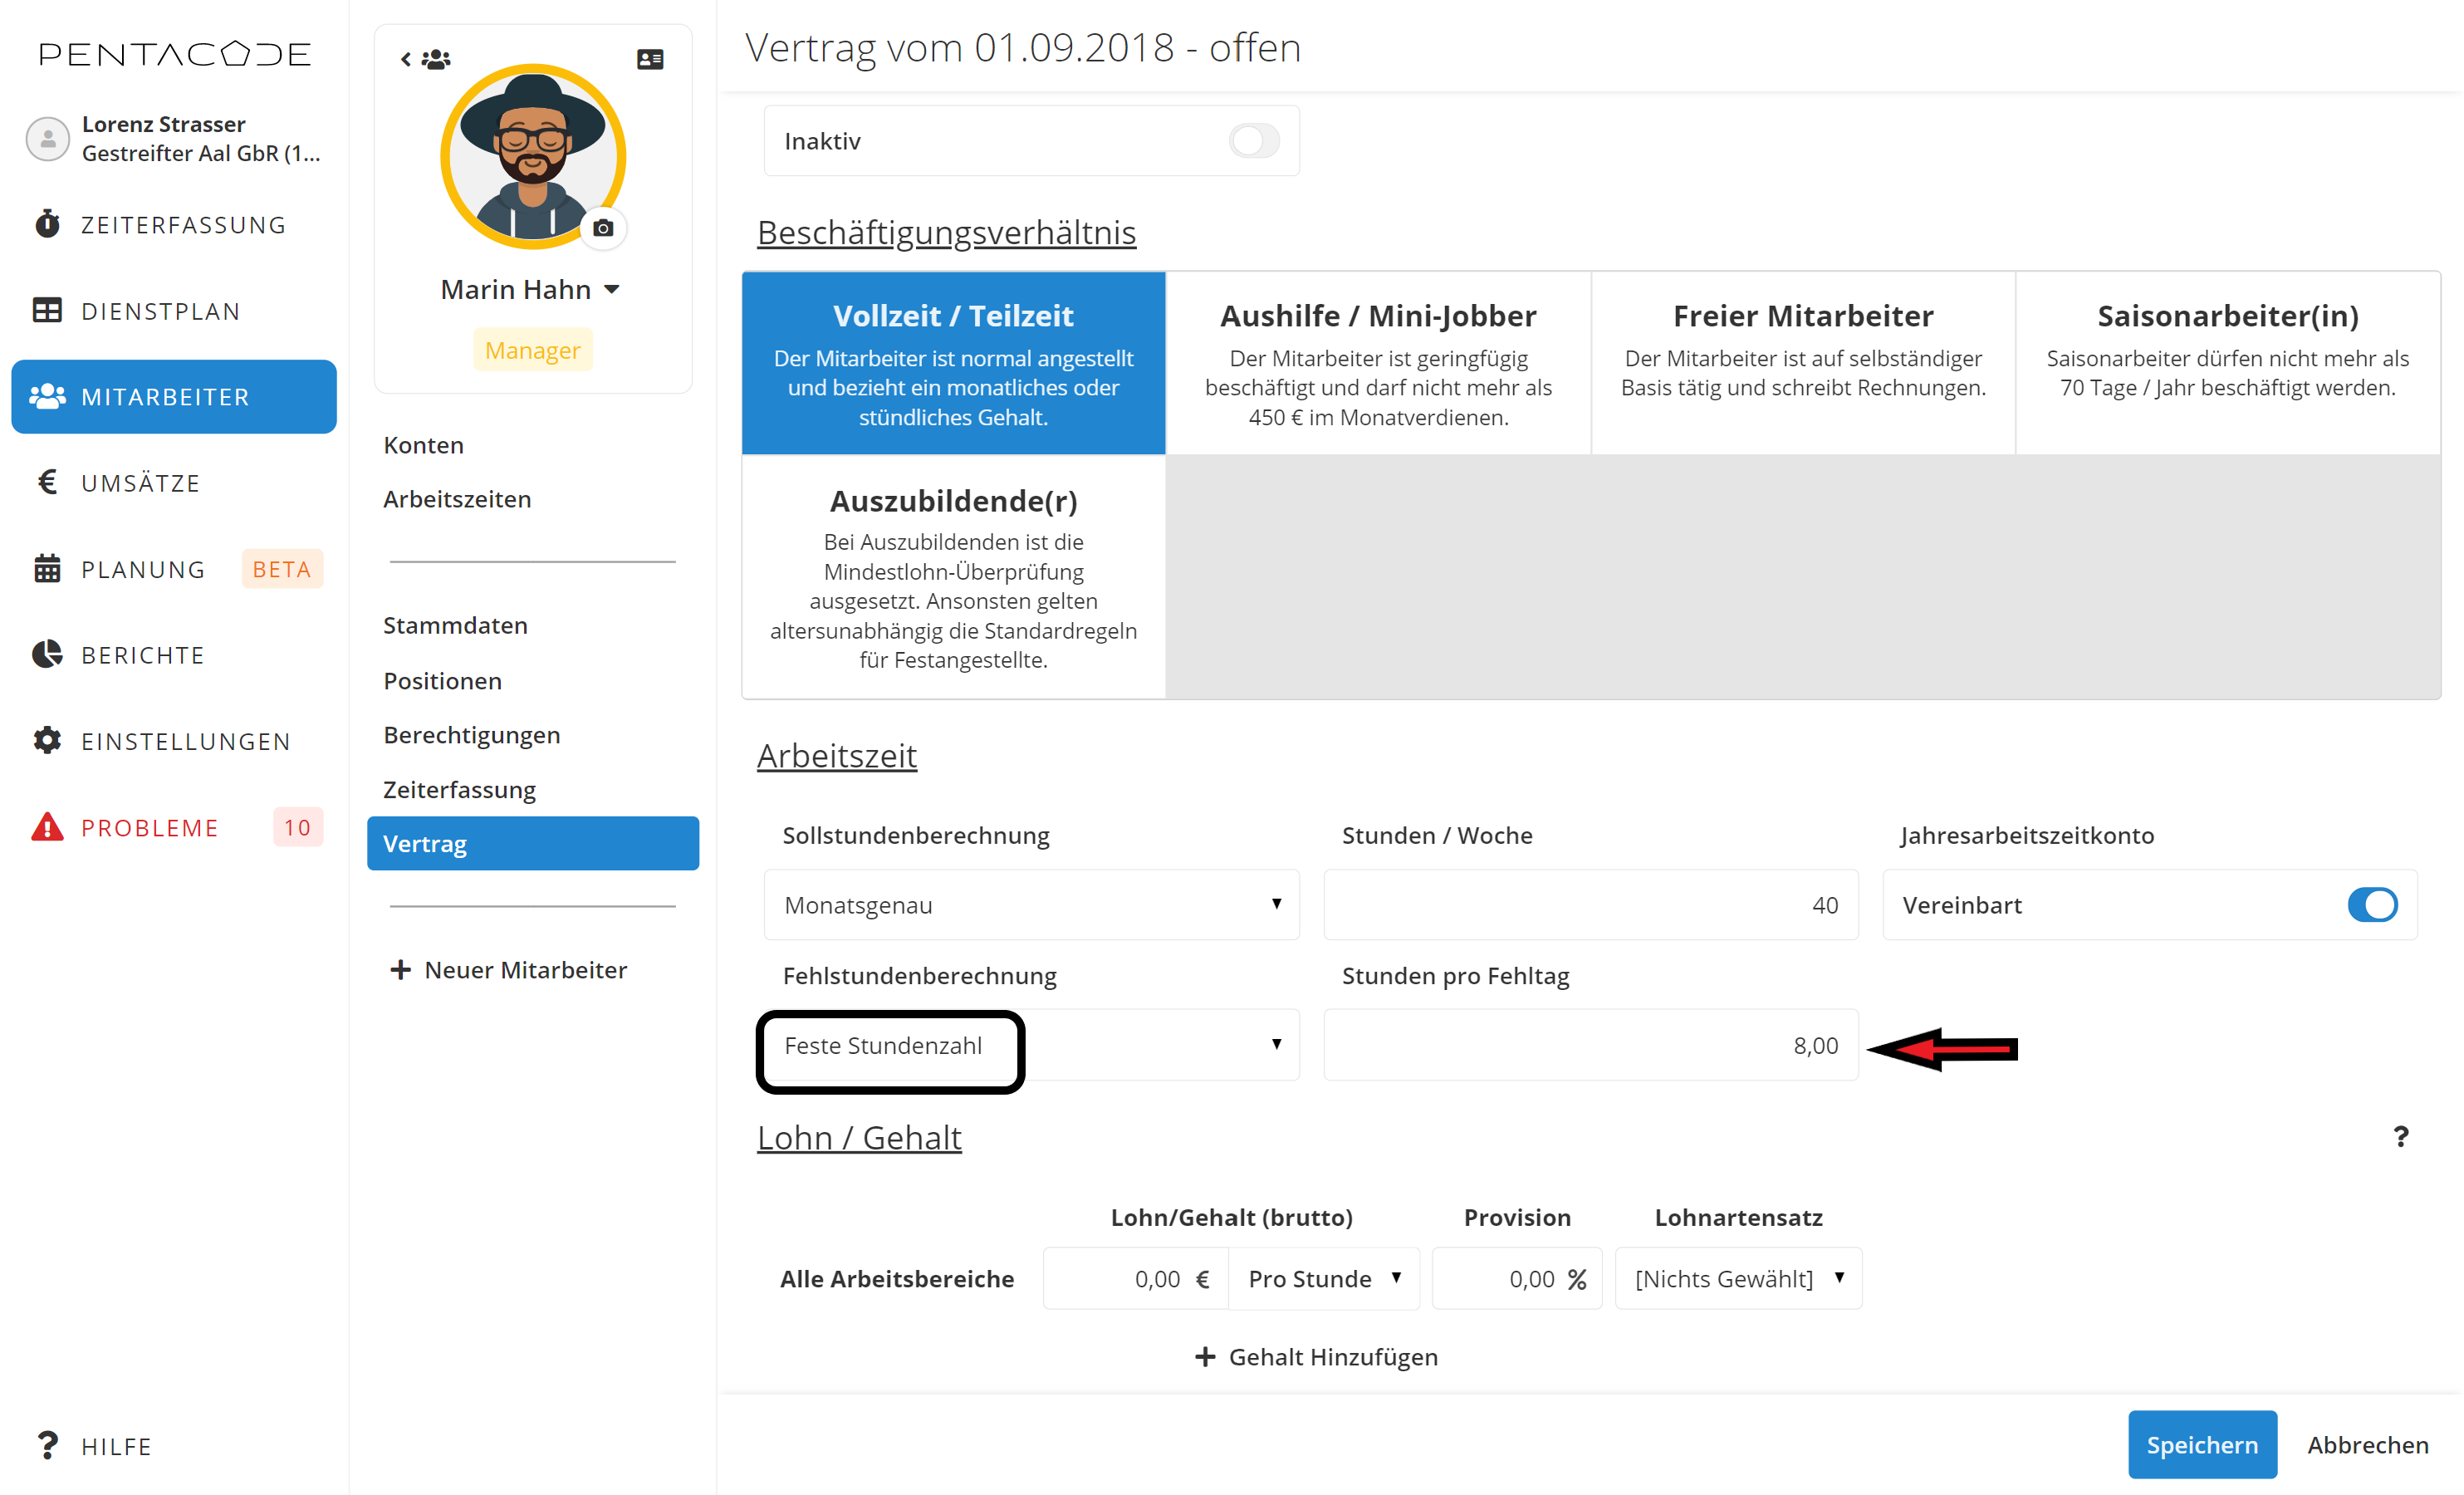 PENTACODE
Lorenz Strasser
Gestreifter Aal GbR (1...
ZEITERFASSUNG
DIENSTPLAN
MITARBEITER
UMSÄTZE
PLANUNG BETA
BERICHTE
EINSTELLUNGEN
PROBLEME 10
HILFE
Marin Hahn
Manager
Konten
Arbeitszeiten
Stammdaten
Positionen
Berechtigungen
Zeiterfassung
Vertrag
Neuer Mitarbeiter
Vertrag vom 01.09.2018 - offen
Inaktiv
Beschäftigungsverhältnis
Vollzeit / Teilzeit
Der Mitarbeiter ist normal angestellt
und bezieht ein monatliches oder
stündliches Gehalt.
Aushilfe / Mini-Jobber
Der Mitarbeiter ist geringfügig
beschäftigt und darf nicht mehr als
450 € im Monatverdienen.
Freier Mitarbeiter
Der Mitarbeiter ist auf selbständiger
Basis tätig und schreibt Rechnungen.
Saisonarbeiter(in)
Saisonarbeiter dürfen nicht mehr als
70 Tage / Jahr beschäftigt werden.
Auszubildende(r)
Bei Auszubildenden ist die
Mindestlohn-Überprüfung
ausgesetzt. Ansonsten gelten
altersunabhängig die Standardregeln
für Festangestellte.
Arbeitszeit
Sollstundenberechnung Stunden / Woche Jahresarbeitszeitkonto
Monatsgenau 40 Vereinbart
Fehlstundenberechnung Stunden pro Fehltag
Feste Stundenzahl 8,00
Lohn / Gehalt ?
Lohn/Gehalt (brutto) Provision Lohnartensatz
Alle Arbeitsbereiche 0,00 € Pro Stunde 0,00 % [Nichts Gewählt]
Gehalt Hinzufügen
Speichern Abbrechen